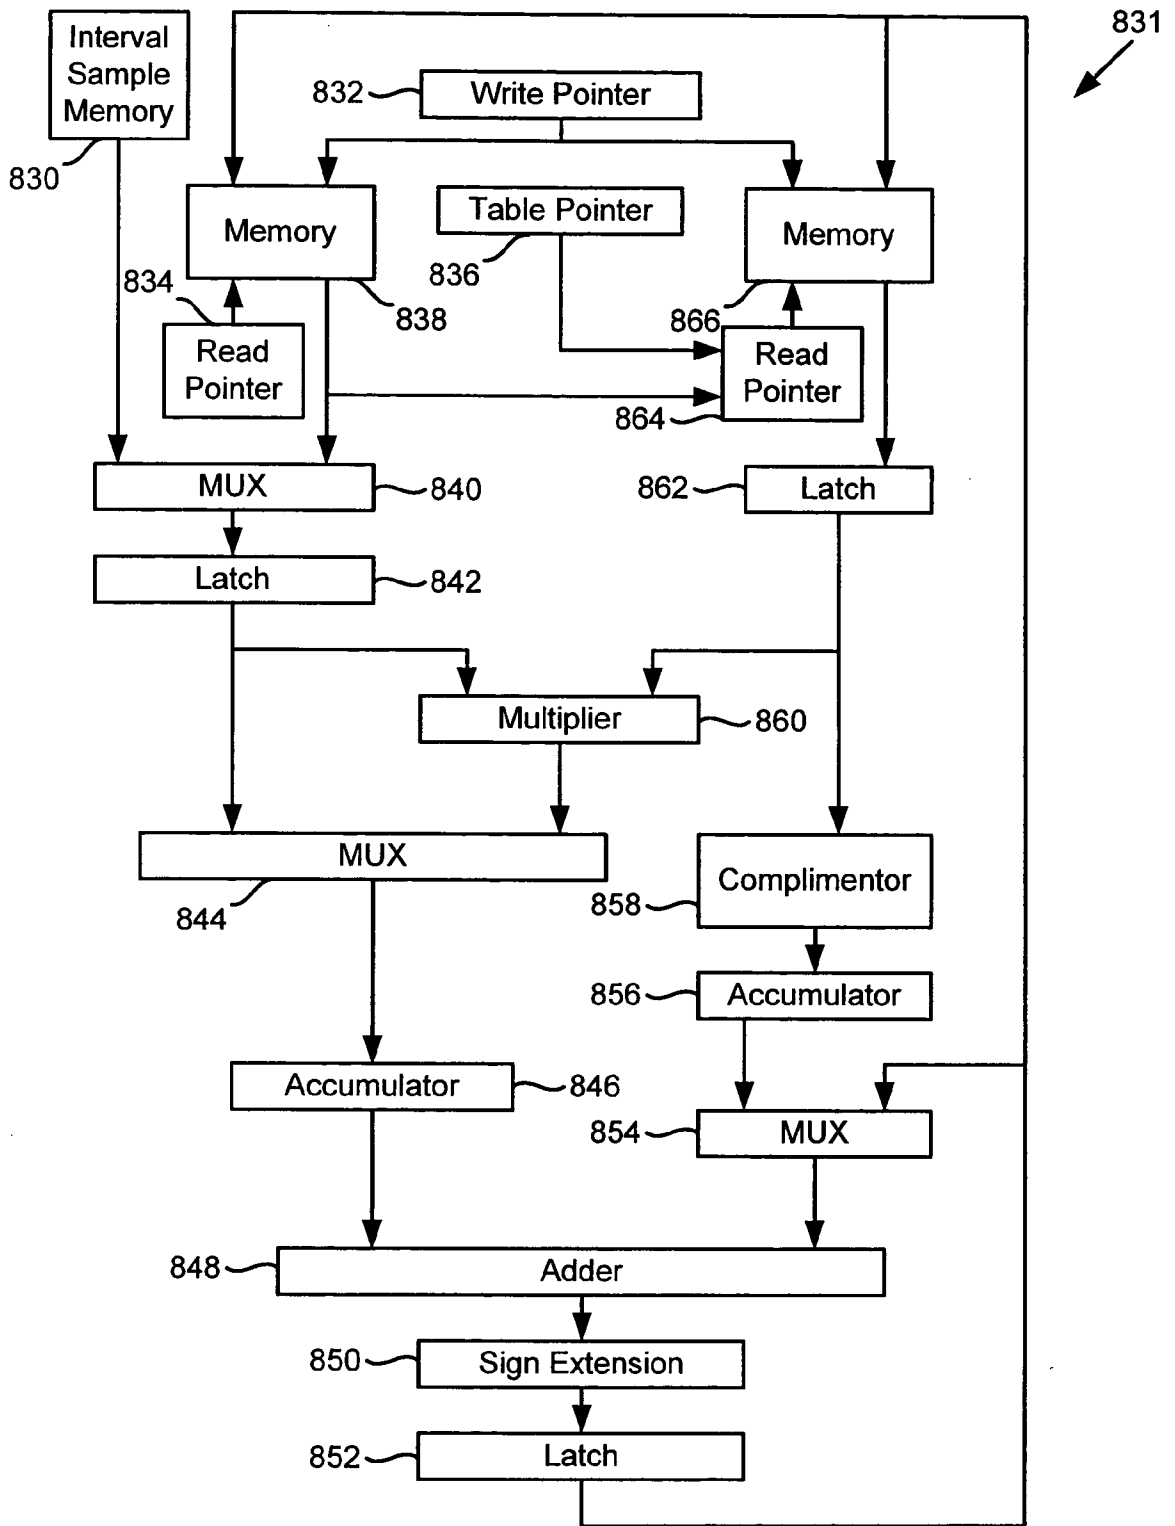 831
Interval
Sample
Memory
830
832
Write Pointer
Memory
Table Pointer
Memory
834
836
838
866
Read
Pointer
Read
Pointer
864
MUX
840
862
Latch
Latch
842
Multiplier
860
MUX
844
Complimentor
858
856
Accumulator
Accumulator
846
854
MUX
848
Adder
850
Sign Extension
852
Latch